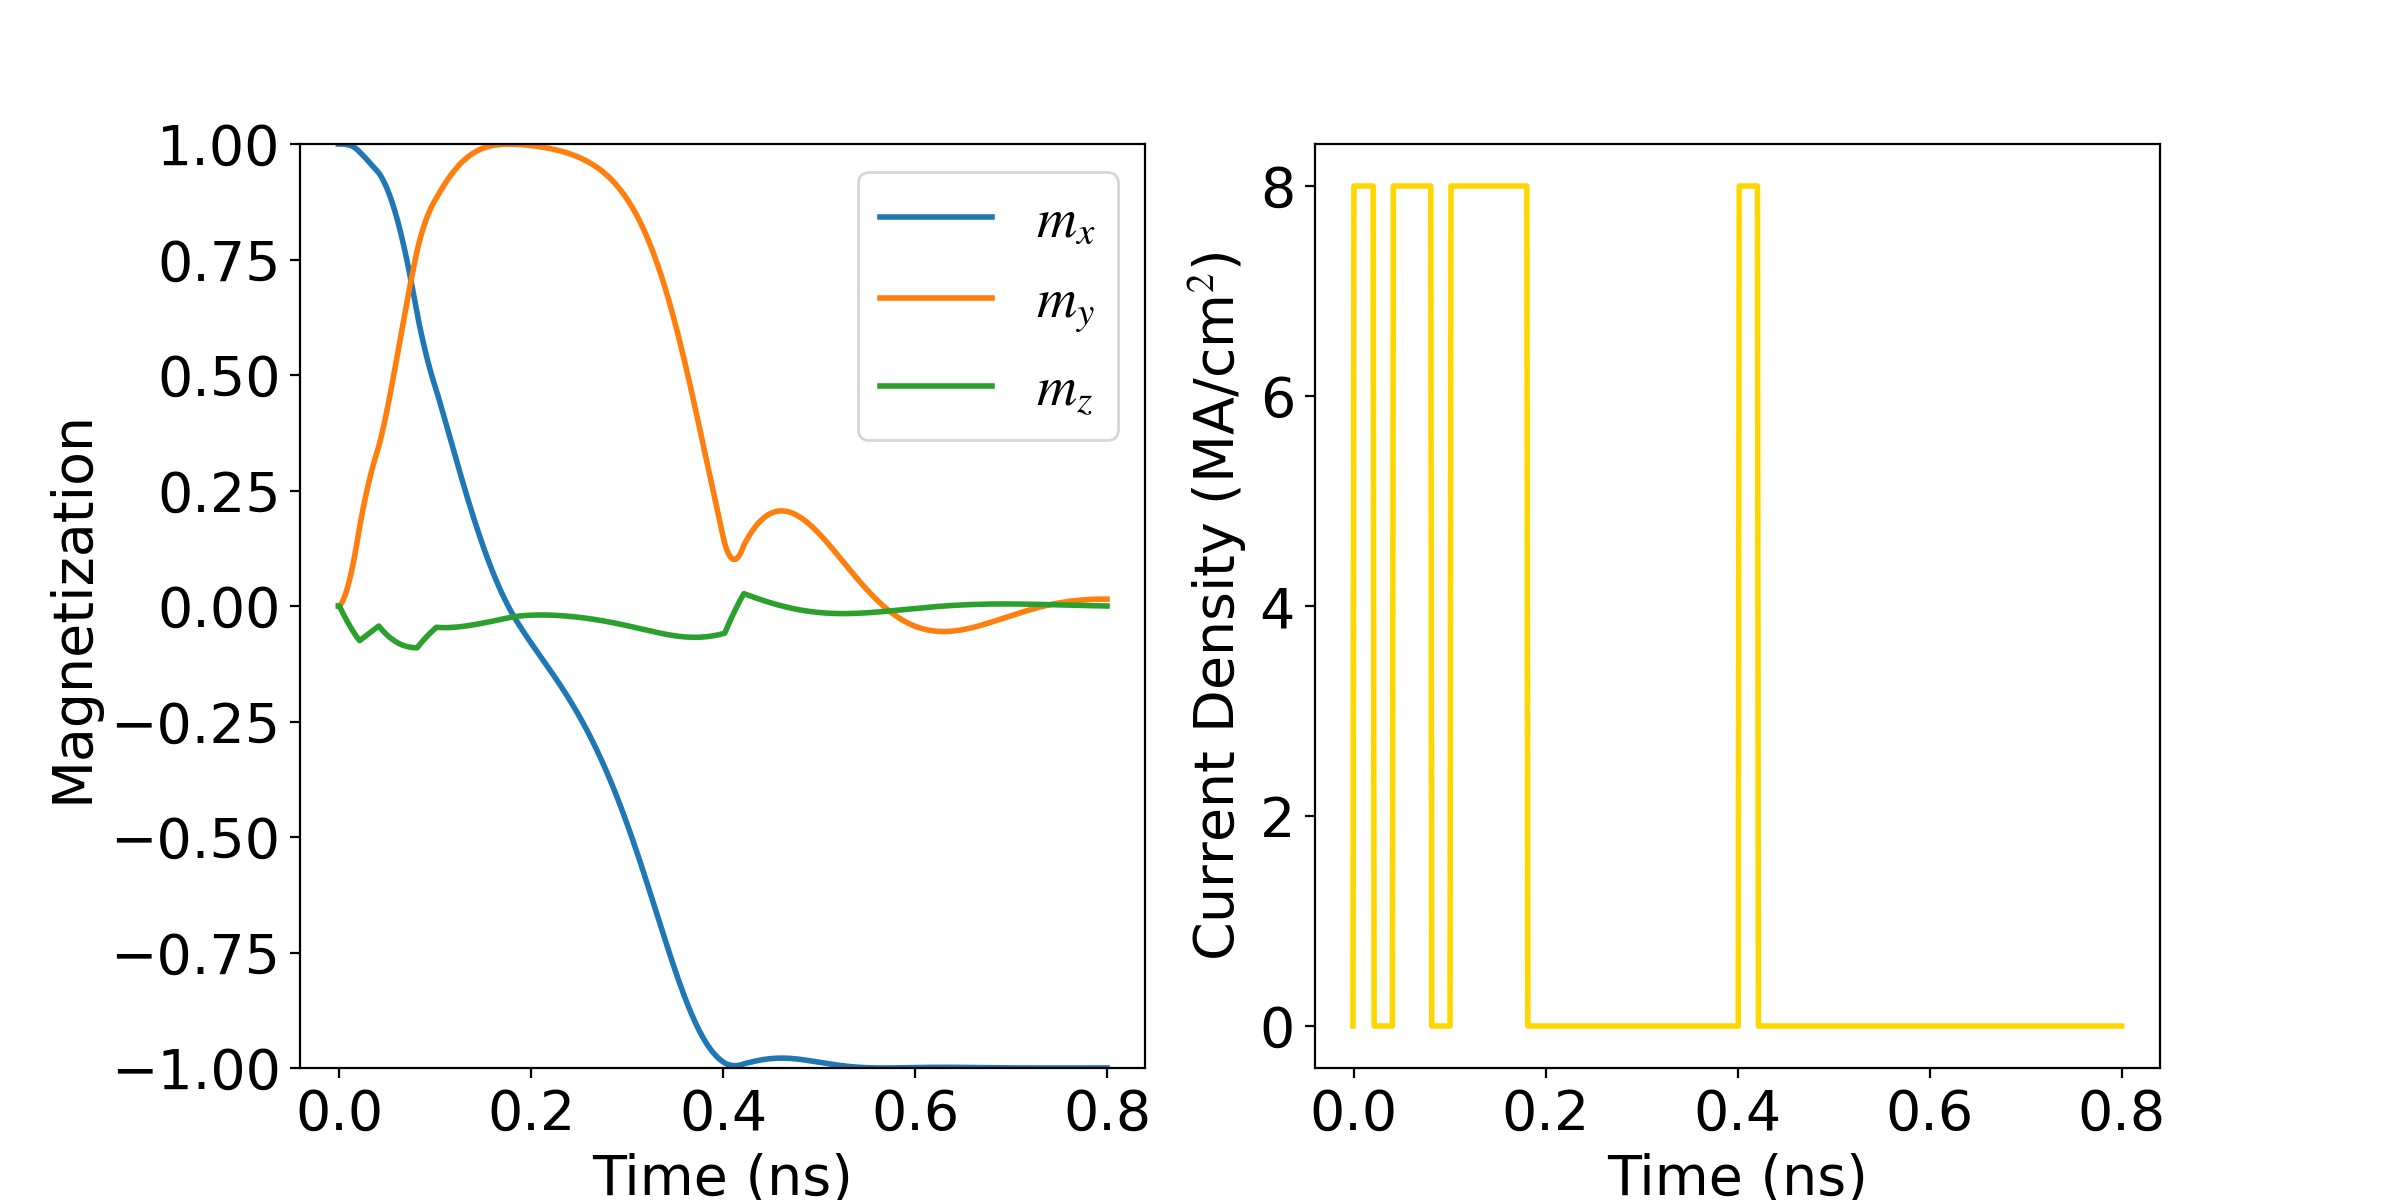 Magnetization
1.00
0.75
0.50
0.25
0.00
−0.25
−0.50
−0.75
−1.00
0.0 0.2 0.4 0.6 0.8
Time (ns)
m_x
m_y
m_z
Current Density (MA/cm²)
8
6
4
2
0
0.0 0.2 0.4 0.6 0.8
Time (ns)